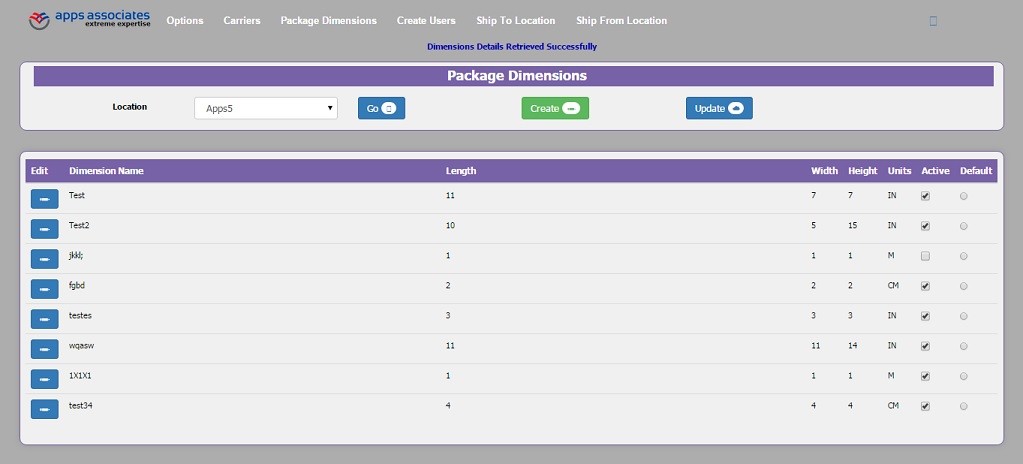 apps associates
extreme expertise
Options Carriers Package Dimensions Create Users Ship To Location Ship From Location
Dimensions Details Retrieved Successfully
Package Dimensions
Location Apps5 Go Create Update
Edit Dimension Name Length Width Height Units Active Default
Test 11 7 7 IN
Test2 10 5 15 IN
jkkl; 1 1 1 M
fgbd 2 2 2 CM
testes 3 3 3 IN
wqasw 11 11 14 IN
1X1X1 1 1 1 M
test34 4 4 4 CM